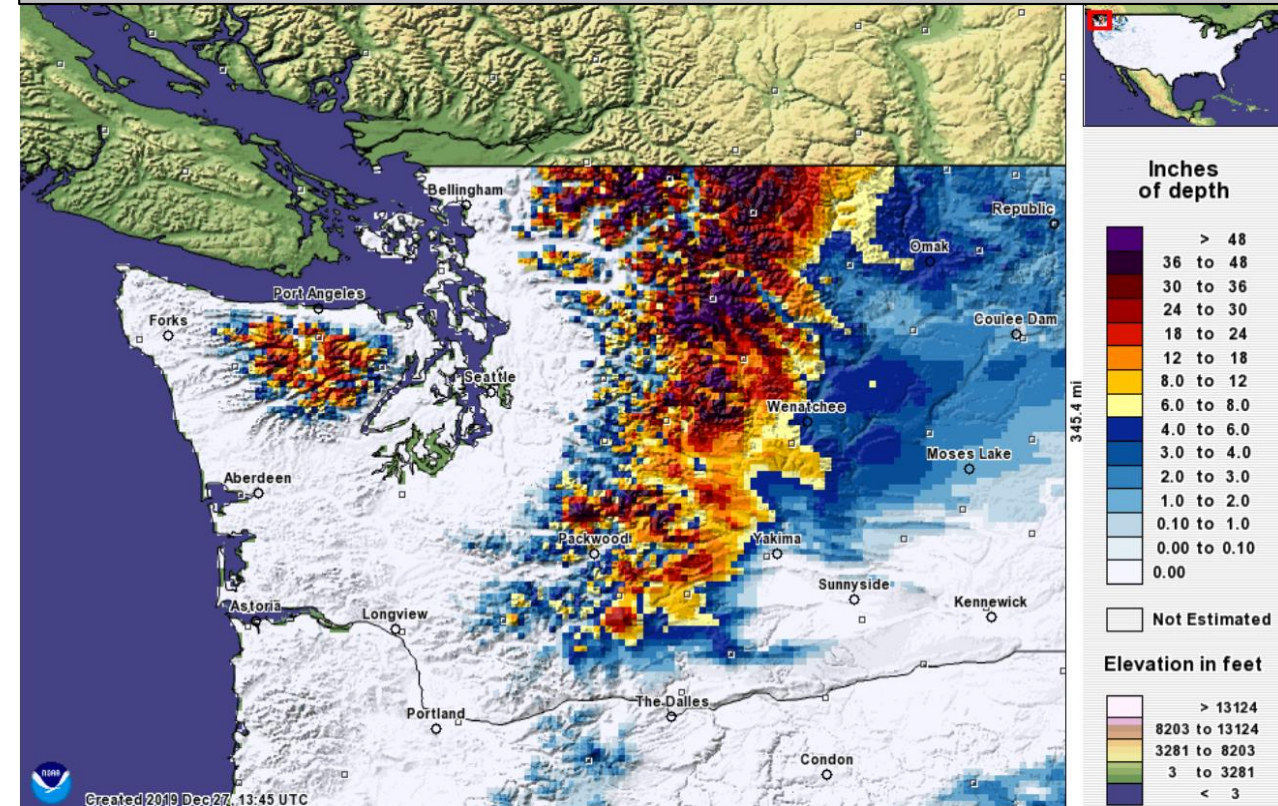 Bellingham
Republic
Omak
Port Angeles
Forks
Coulee Dam
Seattle
Wenatchee
Moses Lake
Aberdeen
Packwood
Yakima
Sunnyside
Kennewick
Astoria
Longview
The Dalles
Portland
Condon
NOAA
Created 2019 Dec 27, 13:45 UTC
345.4 mi
Inches
of depth
> 48
36 to 48
30 to 36
24 to 30
18 to 24
12 to 18
8.0 to 12
6.0 to 8.0
4.0 to 6.0
3.0 to 4.0
2.0 to 3.0
1.0 to 2.0
0.10 to 1.0
0.00 to 0.10
0.00
Not Estimated
Elevation in feet
> 13124
8203 to 13124
3281 to 8203
3 to 3281
< 3